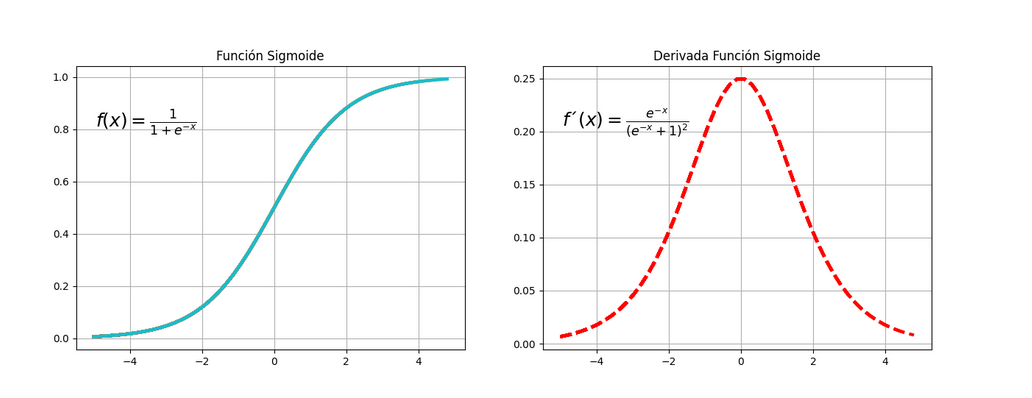 Función Sigmoide
f(x) = 1/(1 + e^{-x})
1.0
0.8
0.6
0.4
0.2
0.0
−4 −2 0 2 4
Derivada Función Sigmoide
f´(x) = e^{-x}/(e^{-x} + 1)^2
0.25
0.20
0.15
0.10
0.05
0.00
−4 −2 0 2 4